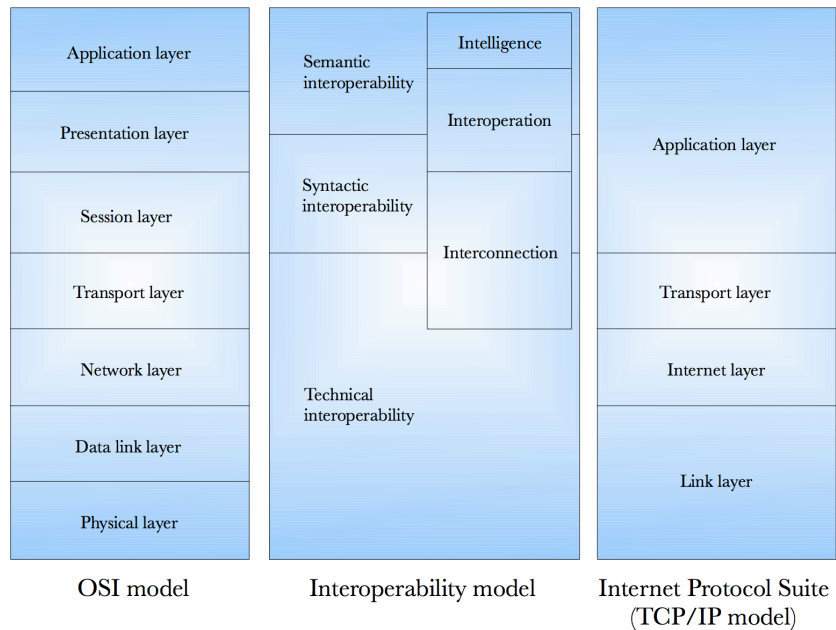 Application layer
Presentation layer
Session layer
Transport layer
Network layer
Data link layer
Physical layer
OSI model
Semantic
interoperability
Syntactic
interoperability
Technical
interoperability
Intelligence
Interoperation
Interconnection
Interoperability model
Application layer
Transport layer
Internet layer
Link layer
Internet Protocol Suite
(TCP/IP model)